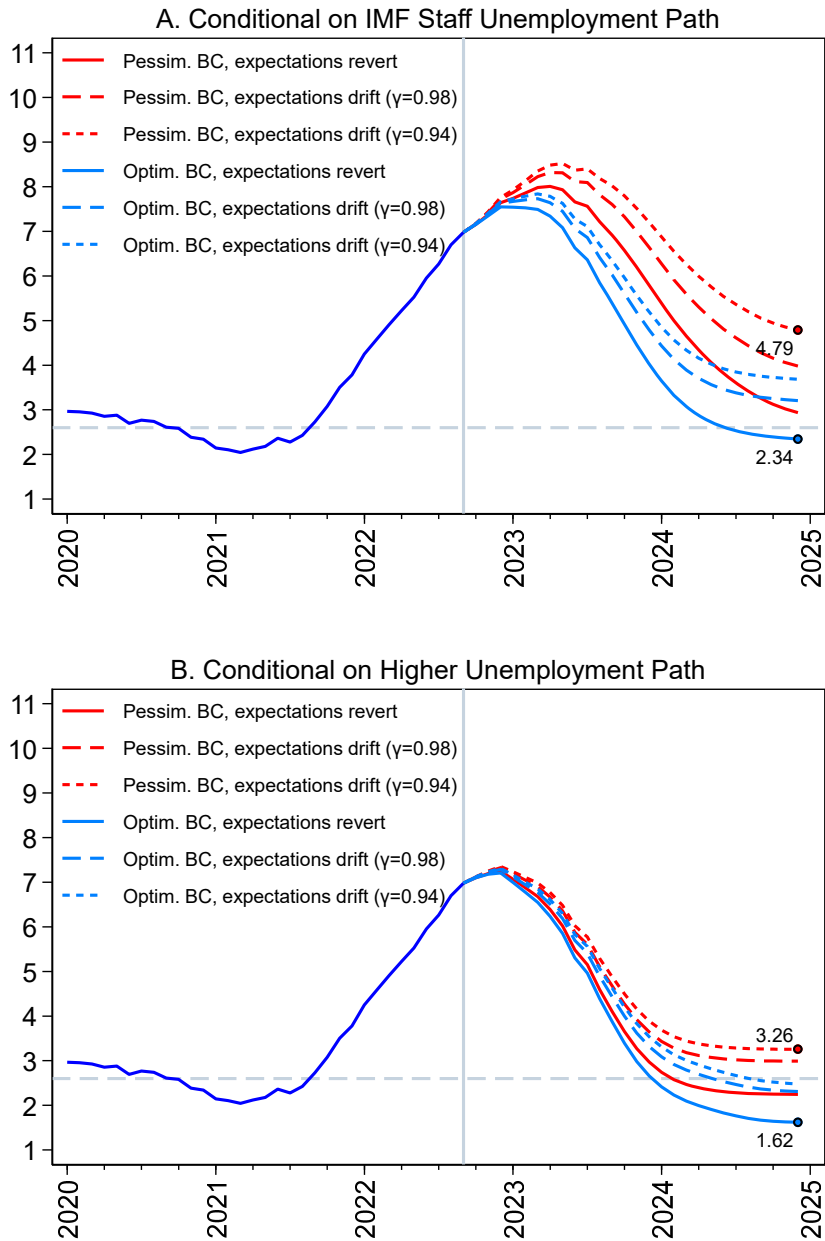 A. Conditional on IMF Staff Unemployment Path
11
10
9
8
7
6
5
4
3
2
1
Pessim. BC, expectations revert
Pessim. BC, expectations drift (γ=0.98)
Pessim. BC, expectations drift (γ=0.94)
Optim. BC, expectations revert
Optim. BC, expectations drift (γ=0.98)
Optim. BC, expectations drift (γ=0.94)
4.79
2.34
2020
2021
2022
2023
2024
2025
B. Conditional on Higher Unemployment Path
11
10
9
8
7
6
5
4
3
2
1
Pessim. BC, expectations revert
Pessim. BC, expectations drift (γ=0.98)
Pessim. BC, expectations drift (γ=0.94)
Optim. BC, expectations revert
Optim. BC, expectations drift (γ=0.98)
Optim. BC, expectations drift (γ=0.94)
3.26
1.62
2020
2021
2022
2023
2024
2025